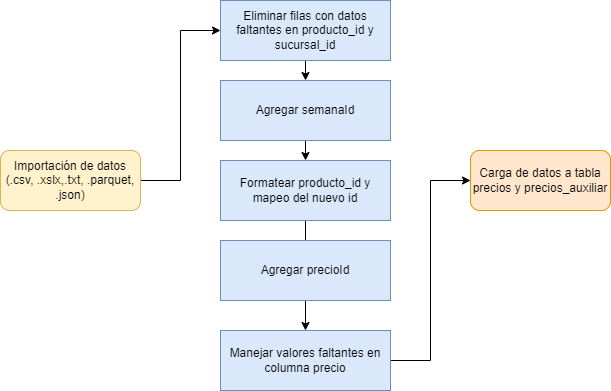 Eliminar filas con datos
faltantes en producto_id y
sucursal_id
Agregar semanaId
Importación de datos
(.csv, .xslx,.txt, .parquet,
.json)
Formatear producto_id y
mapeo del nuevo id
Carga de datos a tabla
precios y precios_auxiliar
Agregar precioId
Manejar valores faltantes en
columna precio